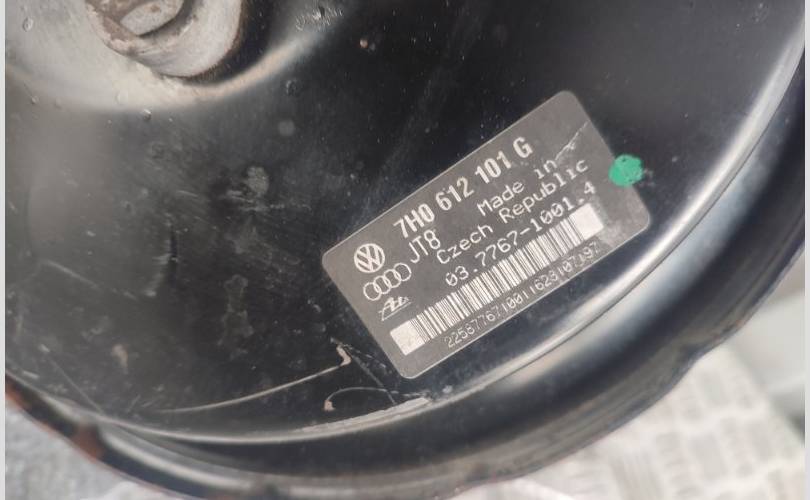 7H0 612 101 G
JT8 Made in
Czech Republic
03.7767-1001.4